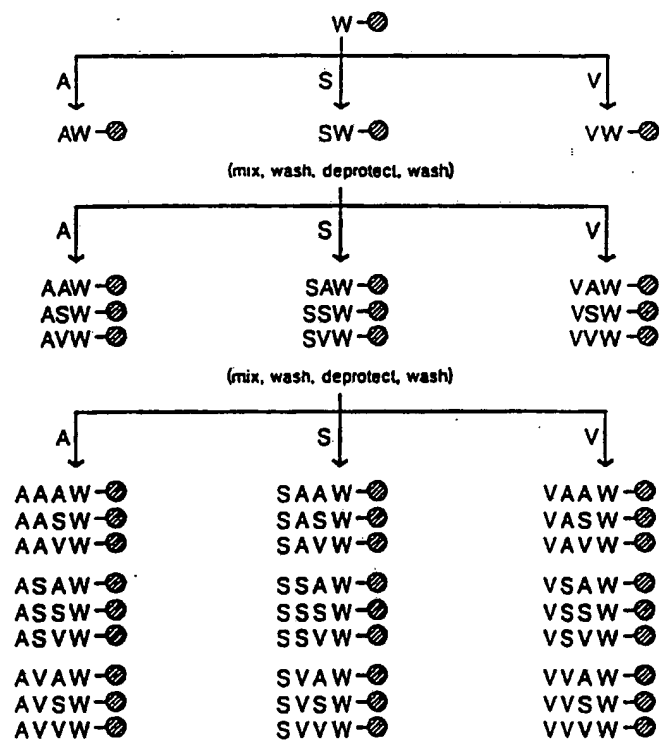 W-
A S V
AW- SW- VW-
(mix, wash, deprotect, wash)
A S V
AAW- SAW- VAW-
ASW- SSW- VSW-
AVW- SVW- VVW-
(mix, wash, deprotect, wash)
A S V
AAAW- SAAW- VAAW-
AASW- SASW- VASW-
AAVW- SAVW- VAVW-
ASAW- SSAW- VSAW-
ASSW- SSSW- VSSW-
ASVW- SSVW- VSVW-
AVAW- SVAW- VVAW-
AVSW- SVSW- VVSW-
AVVW- SVVW- VVVW-